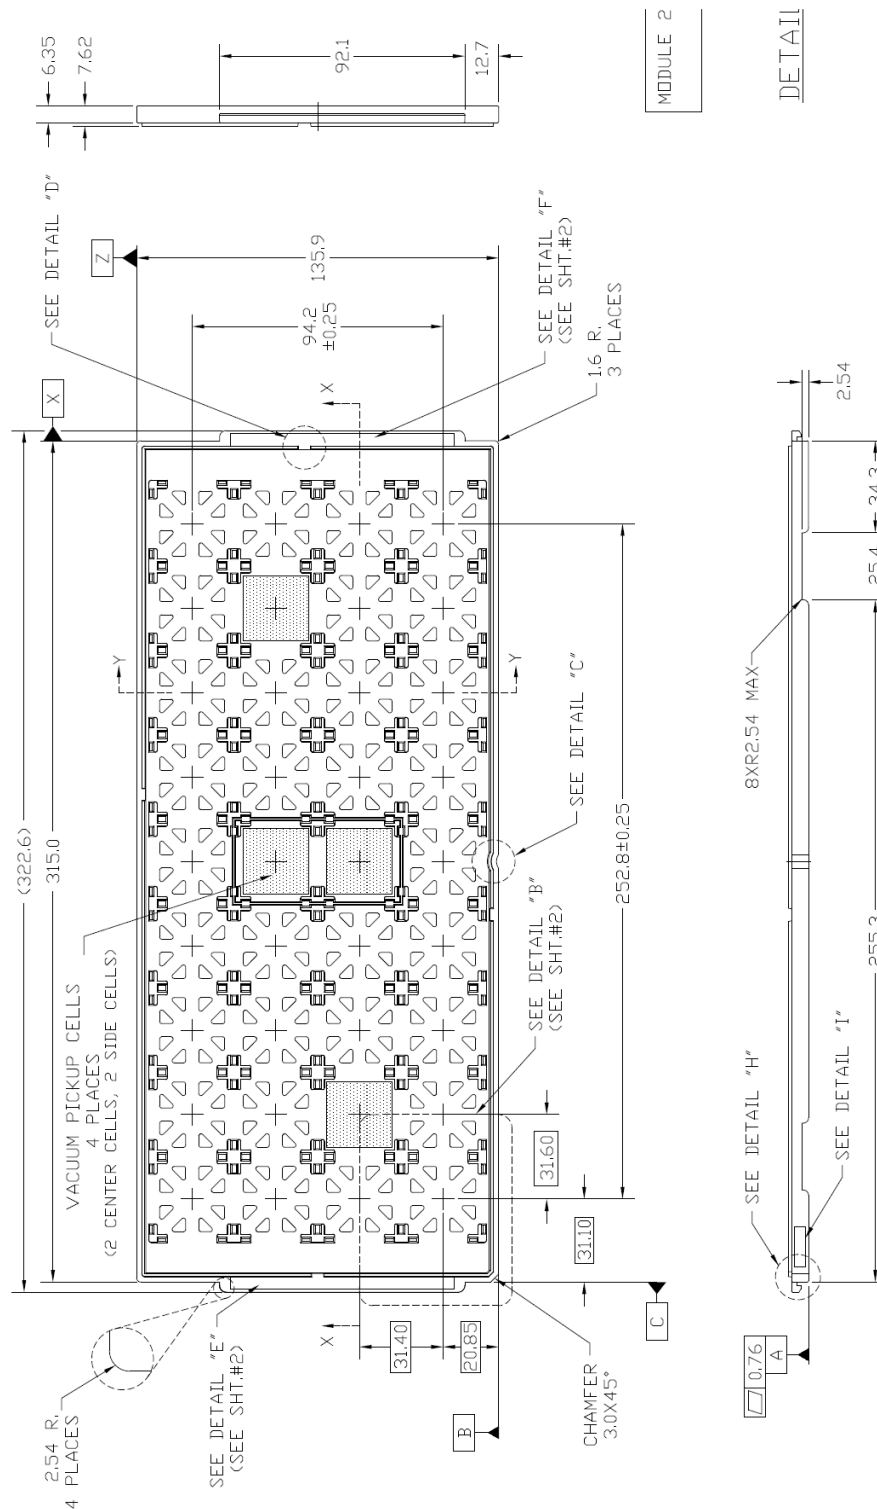 6.35
7.62
92.1
12.7
MODULE 2
DETAIL
SEE DETAIL "D"
Z
135.9
94.2
±0.25
SEE DETAIL "F"
(SEE SHT.#2)
1.6 R.
3 PLACES
X
X
(322.6)
315.0
Y
Y
SEE DETAIL "C"
252.8±0.25
VACUUM PICKUP CELLS
4 PLACES
(2 CENTER CELLS, 2 SIDE CELLS)
SEE DETAIL "B"
(SEE SHT.#2)
31.60
31.10
C
2.54 R.
4 PLACES
SEE DETAIL "E"
(SEE SHT.#2)
X
31.40
20.85
B
CHAMFER
3.0X45°
2.54
34.3
25.4
8XR2.54 MAX
255.3
SEE DETAIL "H"
SEE DETAIL "I"
0.76
A